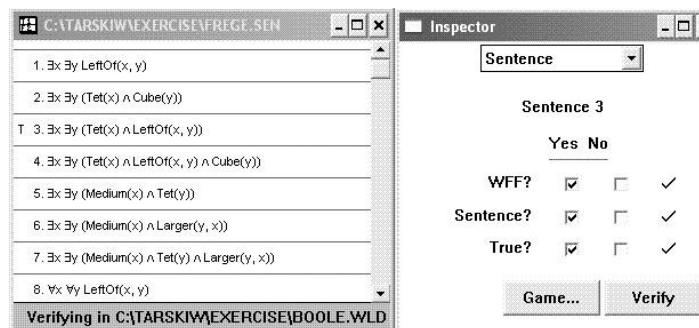 C:\TARSKIW\EXERCISE\FREGE.SEN
1. ∃x ∃y LeftOf(x, y)
2. ∃x ∃y (Tet(x) ∧ Cube(y))
T 3. ∃x ∃y (Tet(x) ∧ LeftOf(x, y))
4. ∃x ∃y (Tet(x) ∧ LeftOf(x, y) ∧ Cube(y))
5. ∃x ∃y (Medium(x) ∧ Tet(y))
6. ∃x ∃y (Medium(x) ∧ Larger(y, x))
7. ∃x ∃y (Medium(x) ∧ Tet(y) ∧ Larger(y, x))
8. ∀x ∀y LeftOf(x, y)
Verifying in C:\TARSKIW\EXERCISE\BOOLE.WLD
Inspector
Sentence
Sentence 3
Yes No
WFF?
Sentence?
True?
Game... Verify